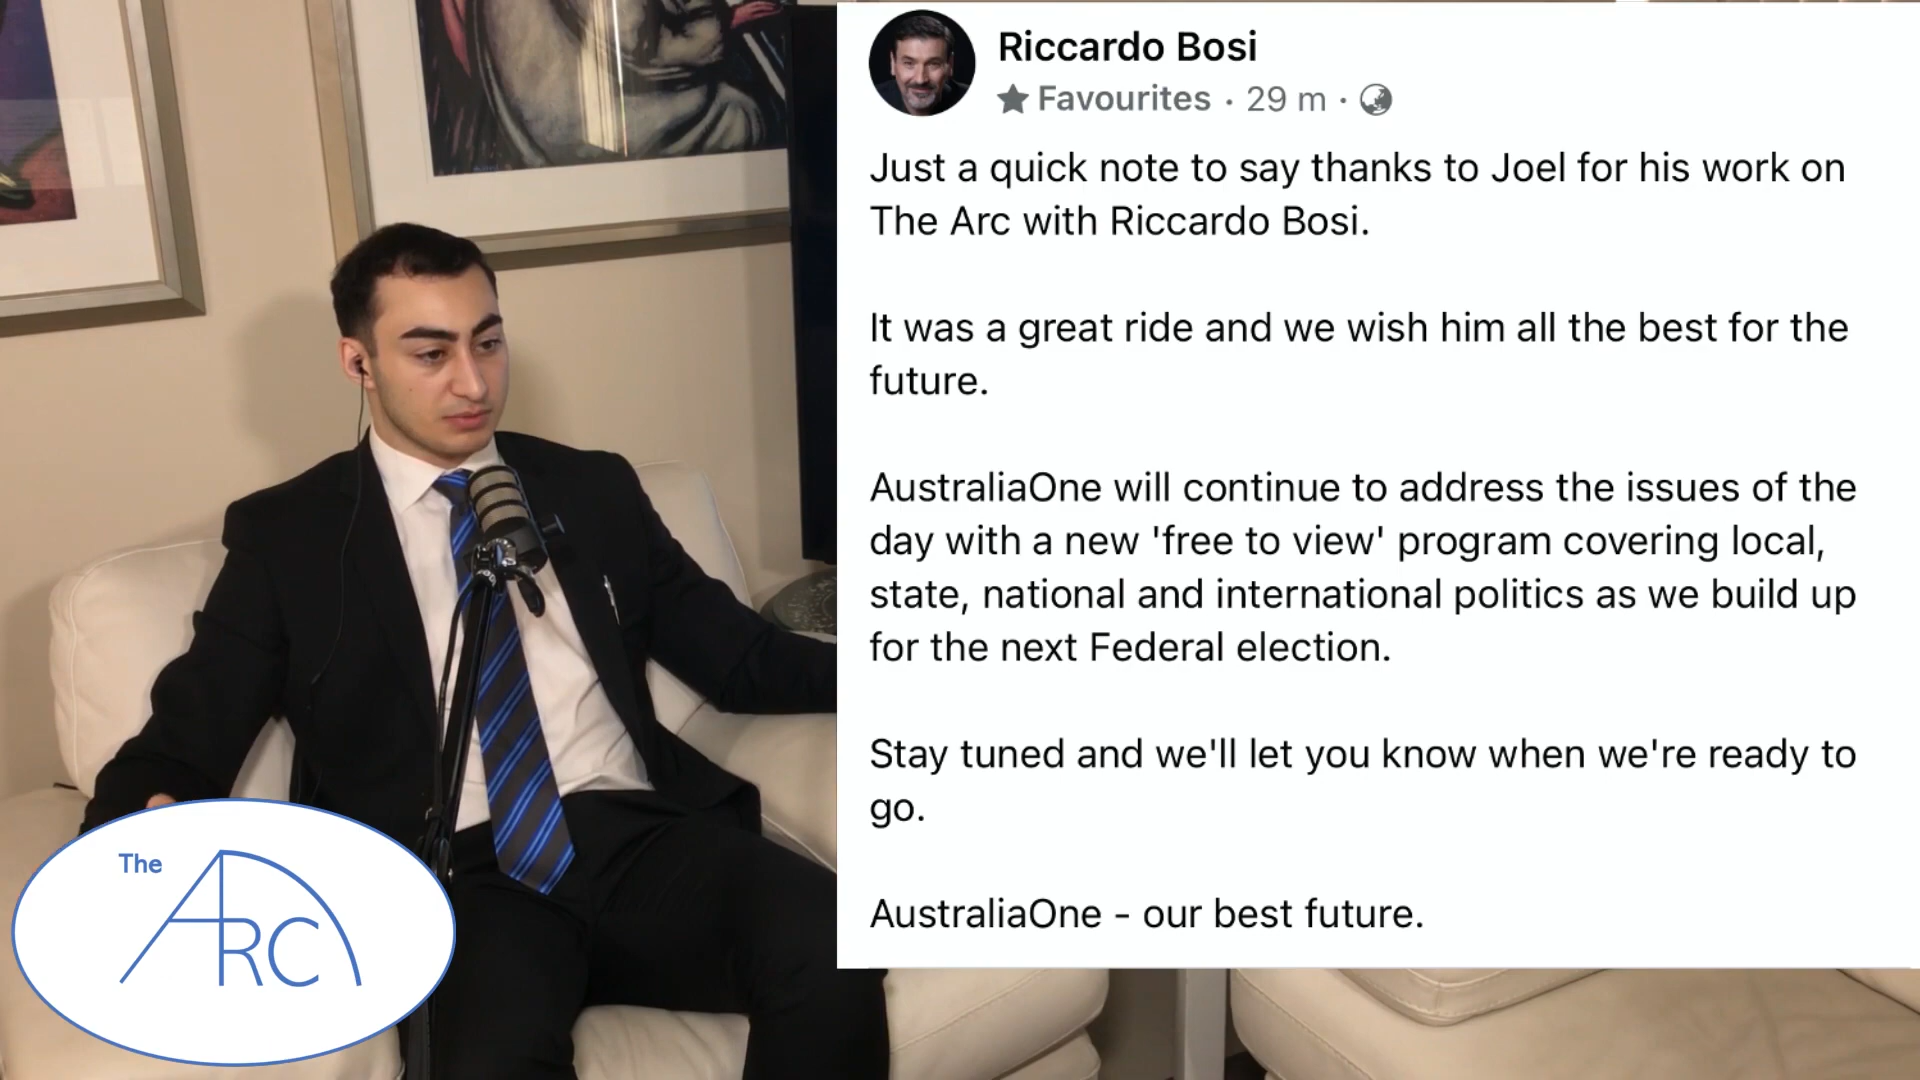 Riccardo Bosi
Favourites · 29 m ·
Just a quick note to say thanks to Joel for his work on
The Arc with Riccardo Bosi.
It was a great ride and we wish him all the best for the
future.
AustraliaOne will continue to address the issues of the
day with a new 'free to view' program covering local,
state, national and international politics as we build up
for the next Federal election.
Stay tuned and we'll let you know when we're ready to
go.
AustraliaOne - our best future.
The
ARC